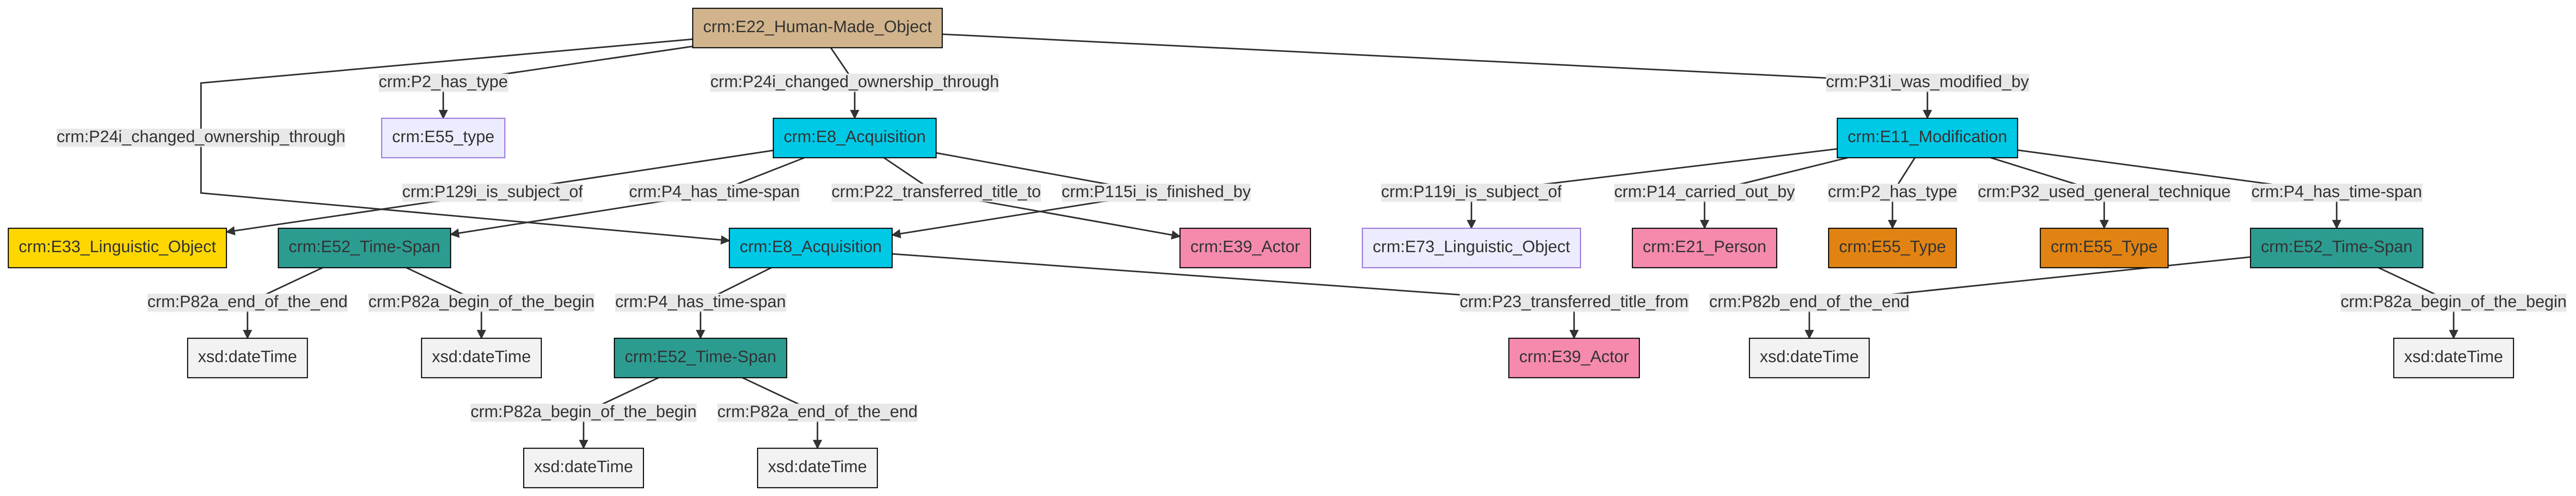 crm:E22_Human-Made_Object
crm:P2_has_type
crm:P24i_changed_ownership_through
crm:P31i_was_modified_by
crm:P24i_changed_ownership_through
crm:E55_type
crm:E8_Acquisition
crm:E11_Modification
crm:P129i_is_subject_of
crm:P4_has_time-span
crm:P22_transferred_title_to
crm:P115i_is_finished_by
crm:P119i_is_subject_of
crm:P14_carried_out_by
crm:P2_has_type
crm:P32_used_general_technique
crm:P4_has_time-span
crm:E33_Linguistic_Object
crm:E52_Time-Span
crm:E8_Acquisition
crm:E39_Actor
crm:E73_Linguistic_Object
crm:E21_Person
crm:E55_Type
crm:E55_Type
crm:E52_Time-Span
crm:P82a_end_of_the_end
crm:P82a_begin_of_the_begin
crm:P4_has_time-span
crm:P23_transferred_title_from
crm:P82b_end_of_the_end
crm:P82a_begin_of_the_begin
xsd:dateTime
xsd:dateTime
crm:E52_Time-Span
crm:E39_Actor
xsd:dateTime
xsd:dateTime
crm:P82a_begin_of_the_begin
crm:P82a_end_of_the_end
xsd:dateTime
xsd:dateTime